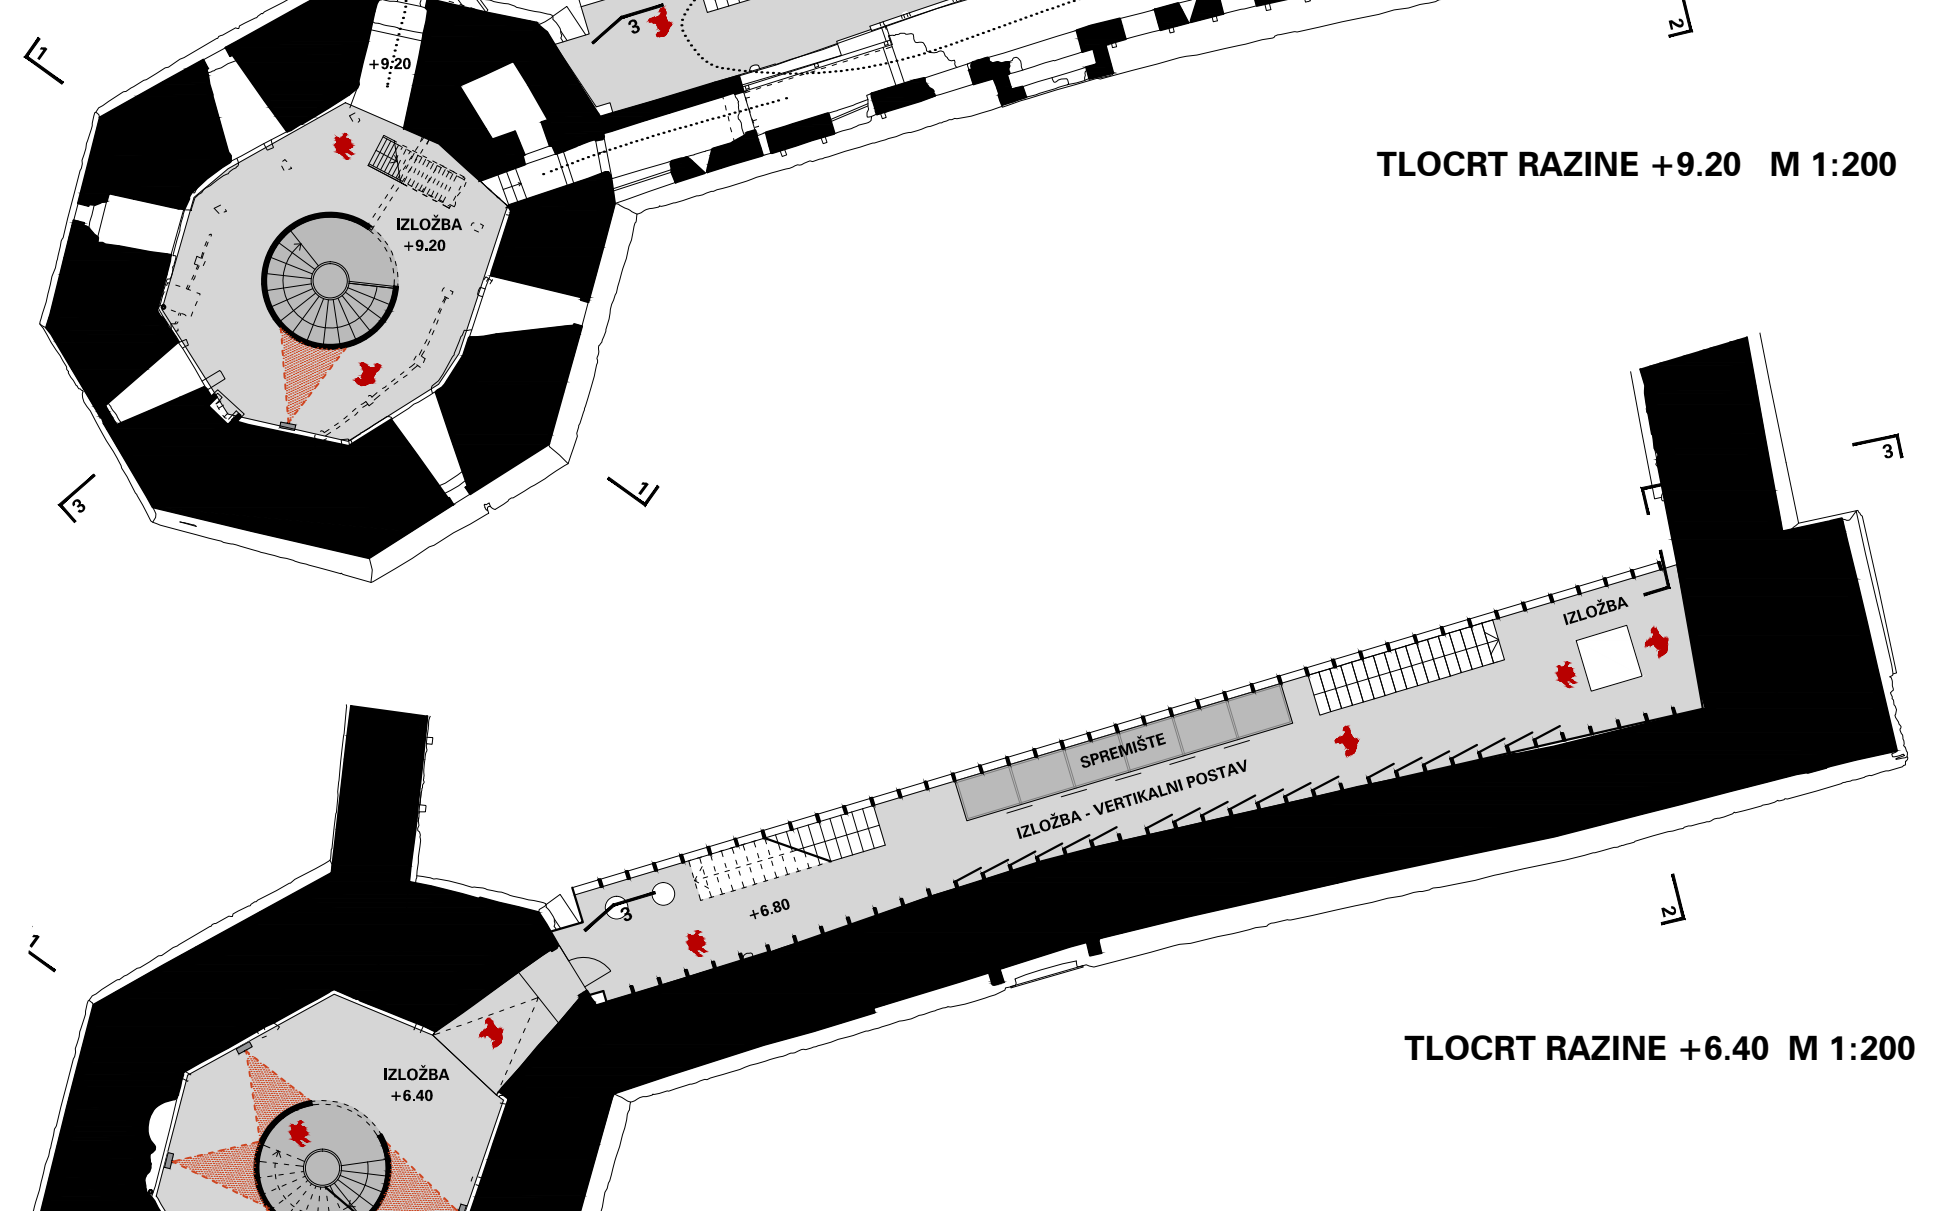 3
2
1
+9.20
TLOCRT RAZINE +9.20 M 1:200
IZLOŽBA
+9.20
3
3
1
IZLOŽBA
SPREMIŠTE
IZLOŽBA - VERTIKALNI POSTAV
+6.80
3
2
1
TLOCRT RAZINE +6.40 M 1:200
IZLOŽBA
+6.40